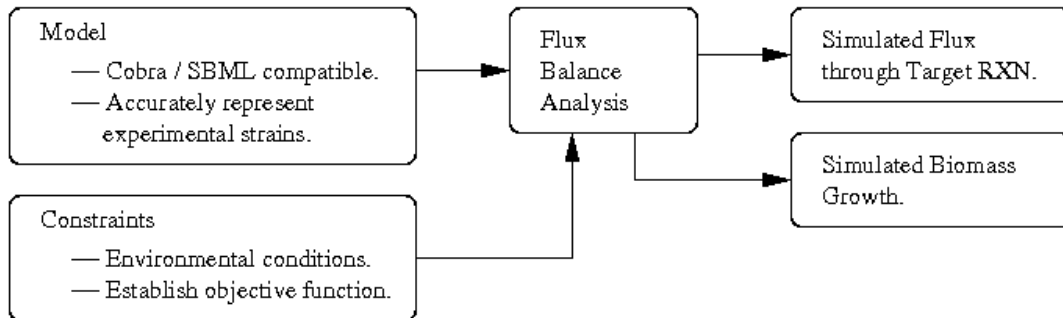 Model
— Cobra / SBML compatible.
— Accurately represent
experimental strains.
Constraints
— Environmental conditions.
— Establish objective function.
Flux
Balance
Analysis
Simulated Flux
through Target RXN.
Simulated Biomass
Growth.